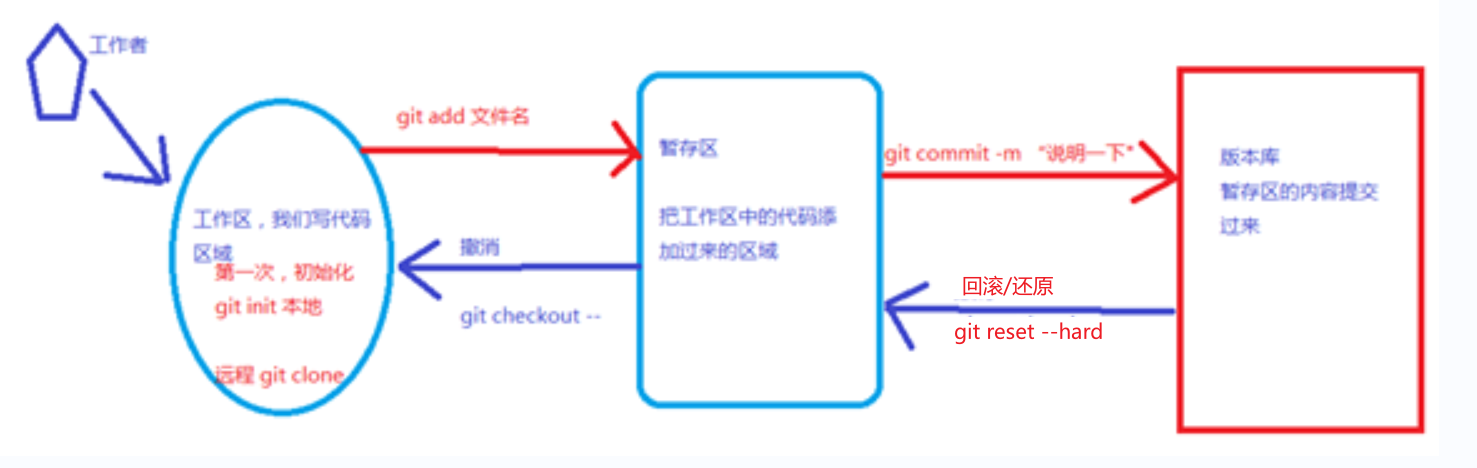 工作者
git add 文件名
工作区，我们写代码
区域
第一次，初始化
git init 本地
远程 git clone
撤消
git checkout --
暂存区
把工作区中的代码添
加过来的区域
git commit -m “说明一下”
回滚/还原
git reset --hard
版本库
暂存区的内容提交
过来